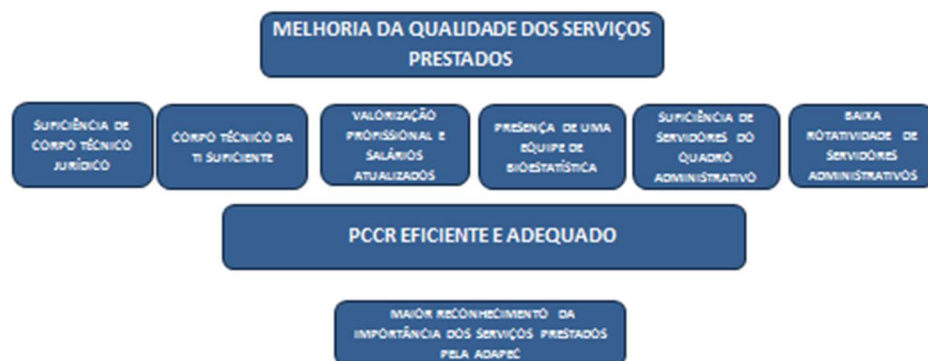 MELHORIA DA QUALIDADE DOS SERVIÇOS
PRESTADOS
SUFICIÊNCIA DE
CORPO TÉCNICO
JURÍDICO
CORPO TÉCNICO DA
TI SUFICIENTE
VALORIZAÇÃO
PROFISSIONAL E
SALÁRIOS
ATUALIZADOS
PRESENÇA DE UMA
EQUIPE DE
BIOESTATÍSTICA
SUFICIÊNCIA DE
SERVIDORES DO
QUADRO
ADMINISTRATIVO
BAIXA
ROTATIVIDADE DE
SERVIDORES
ADMINISTRATIVOS
PCCR EFICIENTE E ADEQUADO
MAIOR RECONHECIMENTO DA
IMPORTÂNCIA DOS SERVIÇOS PRESTADOS
PELA ADAPEC